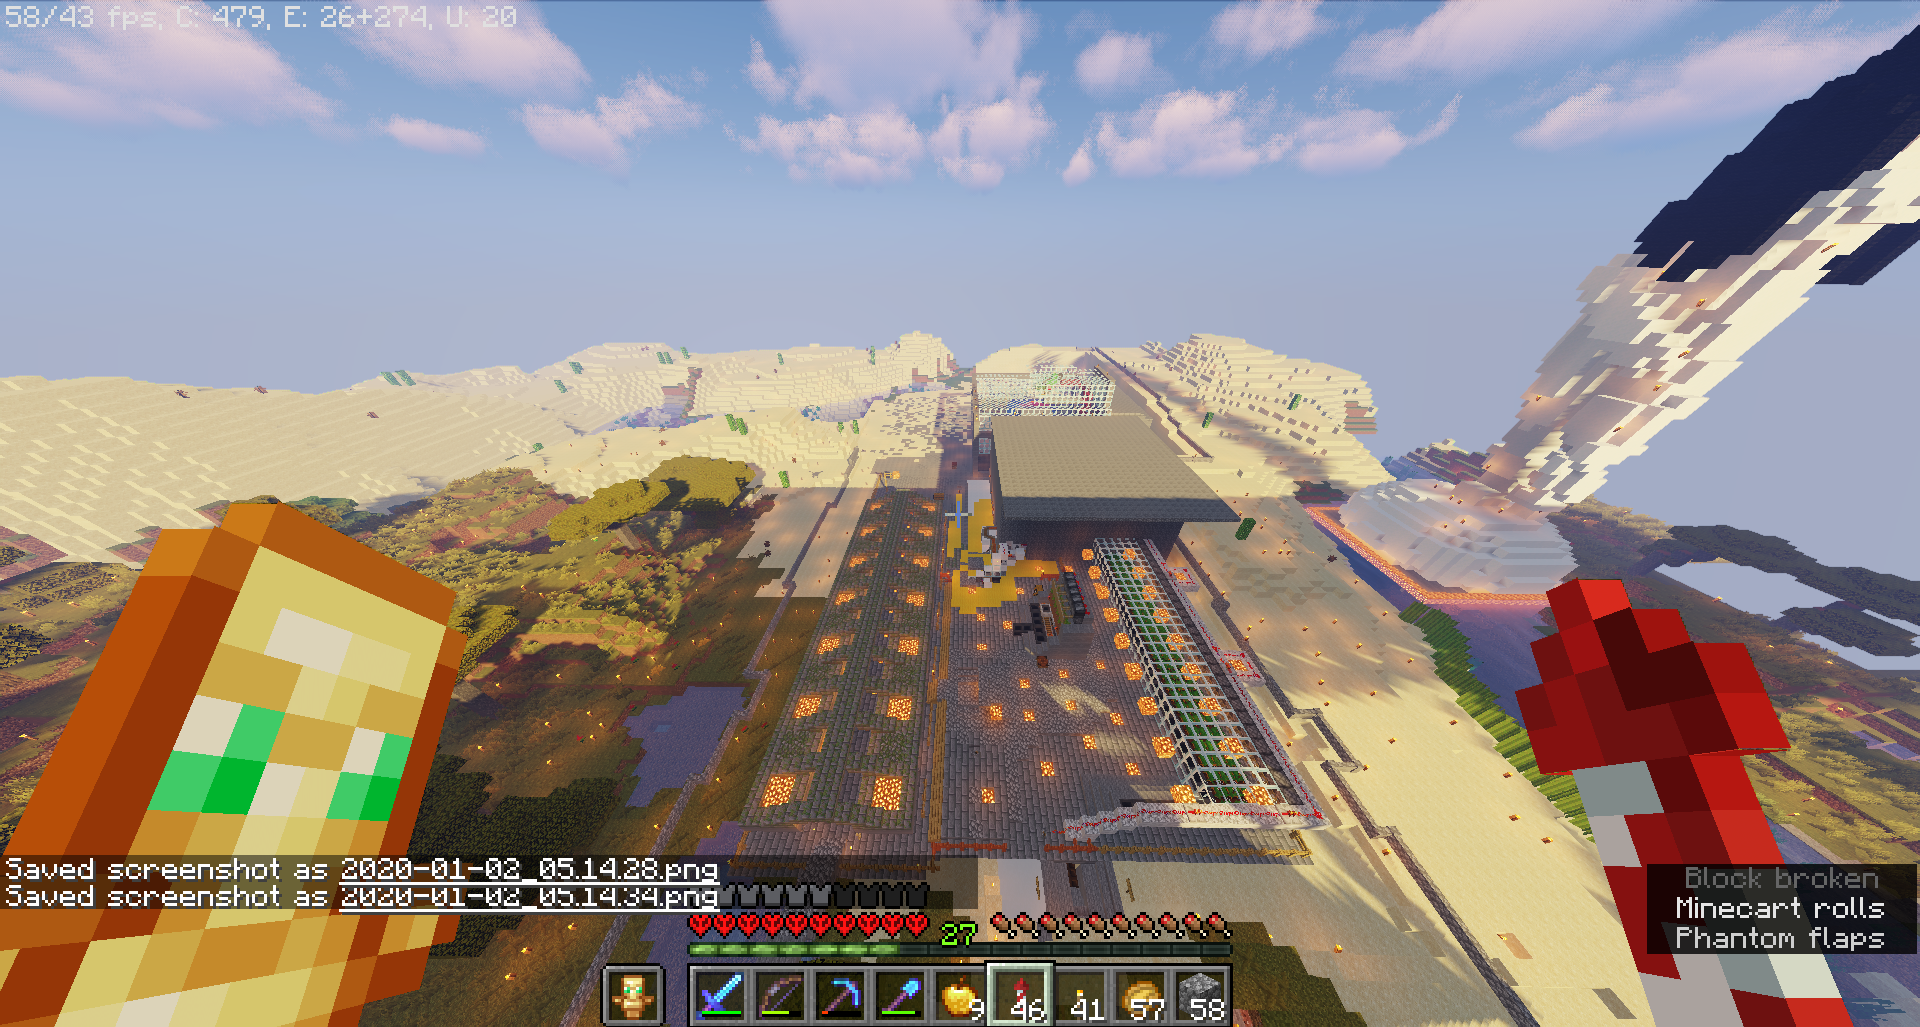 58/43 fps, C: 479, E: 26+274, U: 20
Saved screenshot as 2020-01-02_05.14.28.png
Saved screenshot as 2020-01-02_05.14.34.png
Block broken
Minecart rolls
Phantom flaps
27
9
46
41
57
58